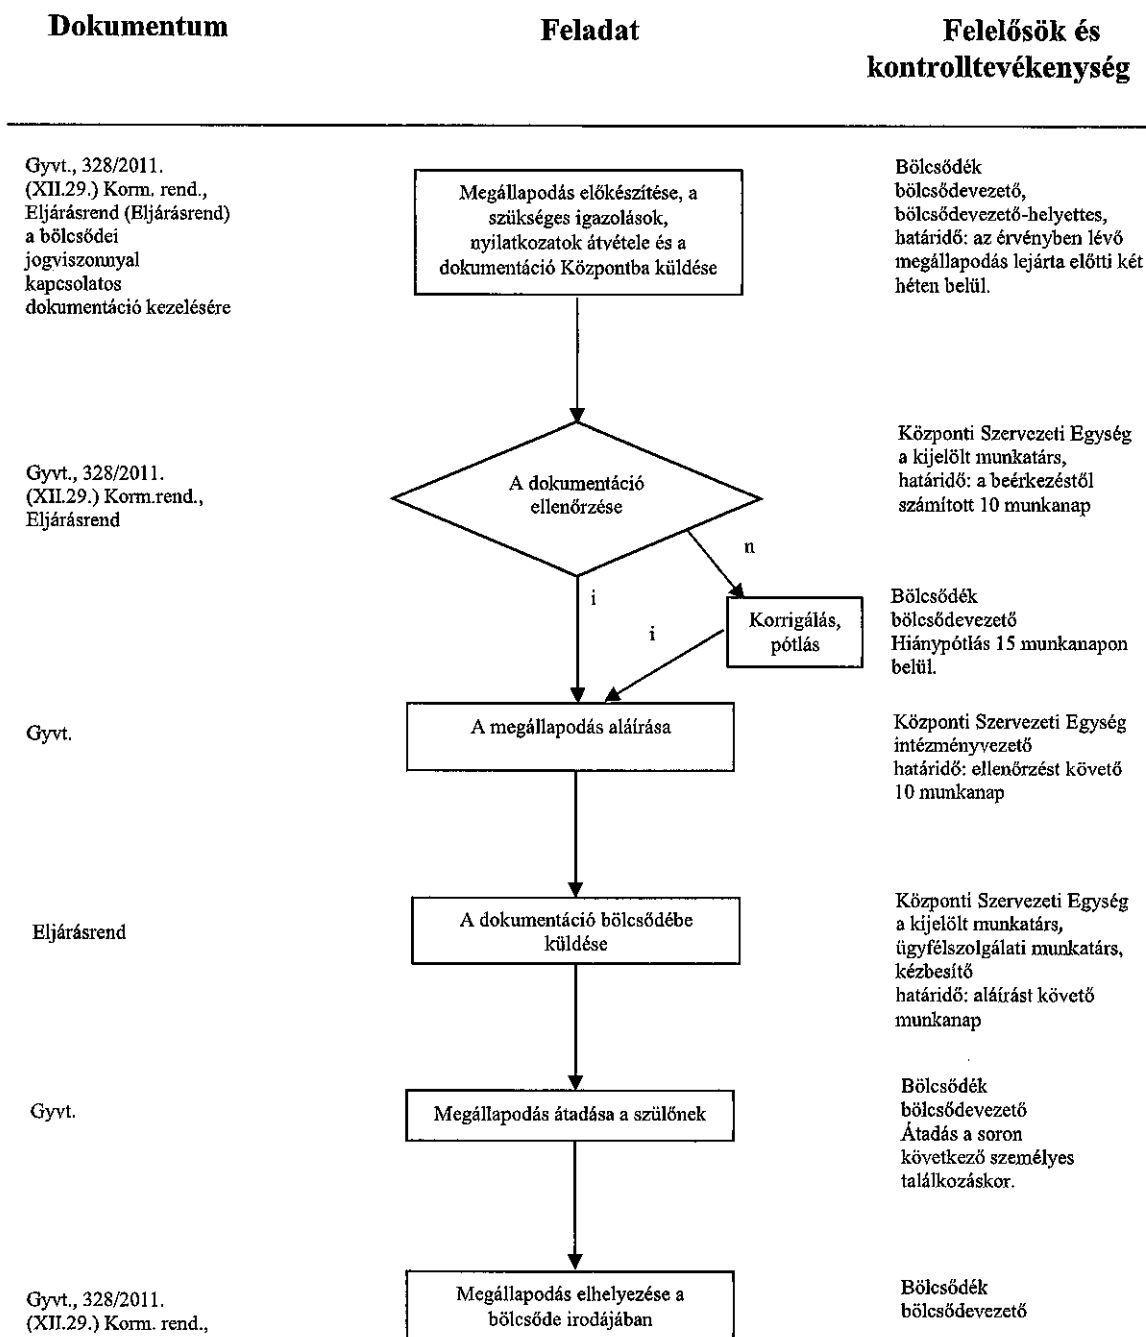 Dokumentum
Feladat
Felelősök és
kontrolltevékenység
Gyvt., 328/2011.
(XII.29.) Korm. rend.,
Eljárásrend (Eljárásrend)
a bölcsődei
jogviszonnyal
kapcsolatos
dokumentáció kezelésére
Megállapodás előkészítése, a
szükséges igazolások,
nyilatkozatok átvétele és a
dokumentáció Központba küldése
Bölcsődék
bölcsődevezető,
bölcsődevezető-helyettes,
határidő: az érvényben lévő
megállapodás lejárta előtti két
héten belül.
Gyvt., 328/2011.
(XII.29.) Korm.rend.,
Eljárásrend
A dokumentáció
ellenőrzése
Központi Szervezeti Egység
a kijelölt munkatárs,
határidő: a beérkezéstől
számított 10 munkanap
n
i
Korrigálás,
pótlás
i
Bölcsődék
bölcsődevezető
Hiánypótlás 15 munkanapon
belül.
Gyvt.
A megállapodás aláírása
Központi Szervezeti Egység
intézményvezető
határidő: ellenőrzést követő
10 munkanap
Eljárásrend
A dokumentáció bölcsődébe
küldése
Központi Szervezeti Egység
a kijelölt munkatárs,
ügyfélszolgálati munkatárs,
kézbesítő
határidő: aláírást követő
munkanap
Gyvt.
Megállapodás átadása a szülőnek
Bölcsődék
bölcsődevezető
Átadás a soron
következő személyes
találkozáskor.
Gyvt., 328/2011.
(XII.29.) Korm. rend.,
Megállapodás elhelyezése a
bölcsőde irodájában
Bölcsődék
bölcsődevezető